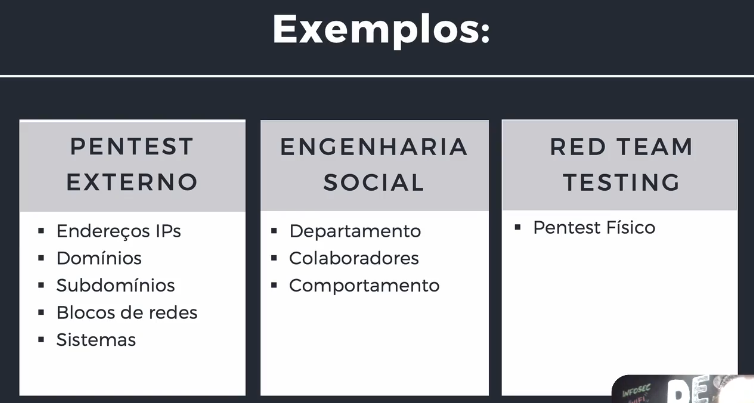 Exemplos:
PENTEST
EXTERNO
▪ Endereços IPs
▪ Domínios
▪ Subdomínios
▪ Blocos de redes
▪ Sistemas
ENGENHARIA
SOCIAL
▪ Departamento
▪ Colaboradores
▪ Comportamento
RED TEAM
TESTING
▪ Pentest Físico
INFOSEC